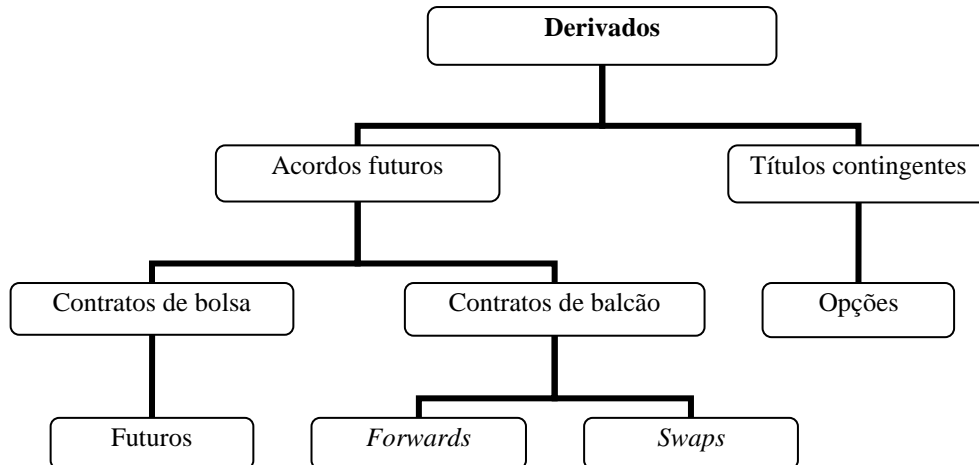 Derivados
Acordos futuros
Títulos contingentes
Contratos de bolsa
Contratos de balcão
Opções
Futuros
Forwards
Swaps